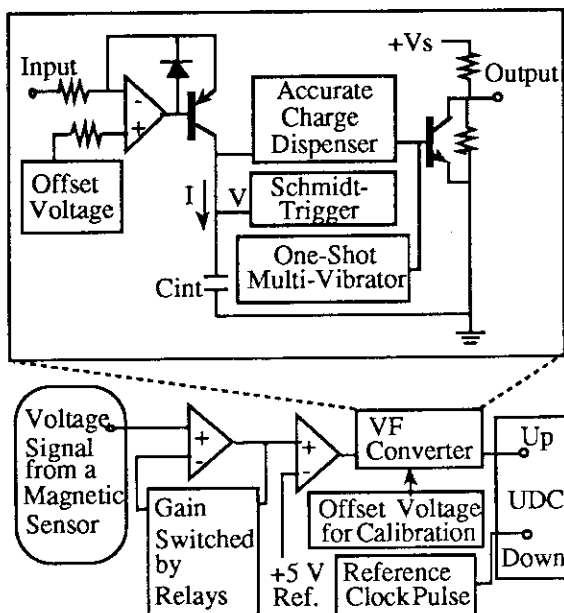 +Vs
Input
Output
-
+
Accurate
Charge
Dispenser
Offset
Voltage
I
V
Schmidt-
Trigger
One-Shot
Multi-Vibrator
Cint
Voltage
Signal
from a
Magnetic
Sensor
+
-
+
-
VF
Converter
Up
Gain
Switched
by
Relays
Offset Voltage
for Calibration
UDC
+5 V
Ref.
Reference
Clock Pulse
Down